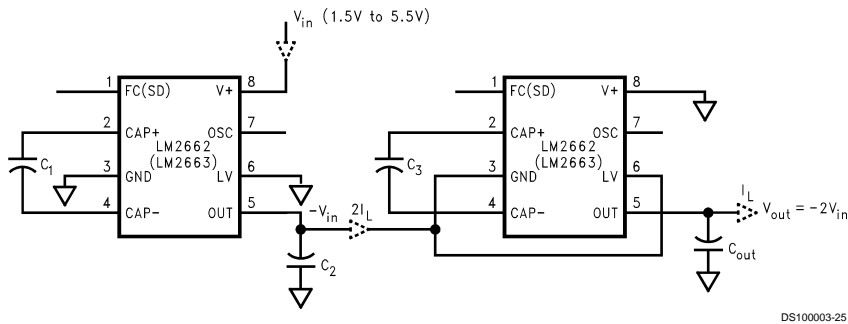 V_in (1.5V to 5.5V)
1 FC(SD) V+ 8
2 CAP+ OSC 7
LM2662
(LM2663)
C_1
3 GND LV 6
4 CAP- OUT 5
-V_in 2I_L
C_2
1 FC(SD) V+ 8
2 CAP+ OSC 7
LM2662
(LM2663)
C_3
3 GND LV 6
4 CAP- OUT 5
I_L
V_out = -2V_in
C_out
DS100003-25